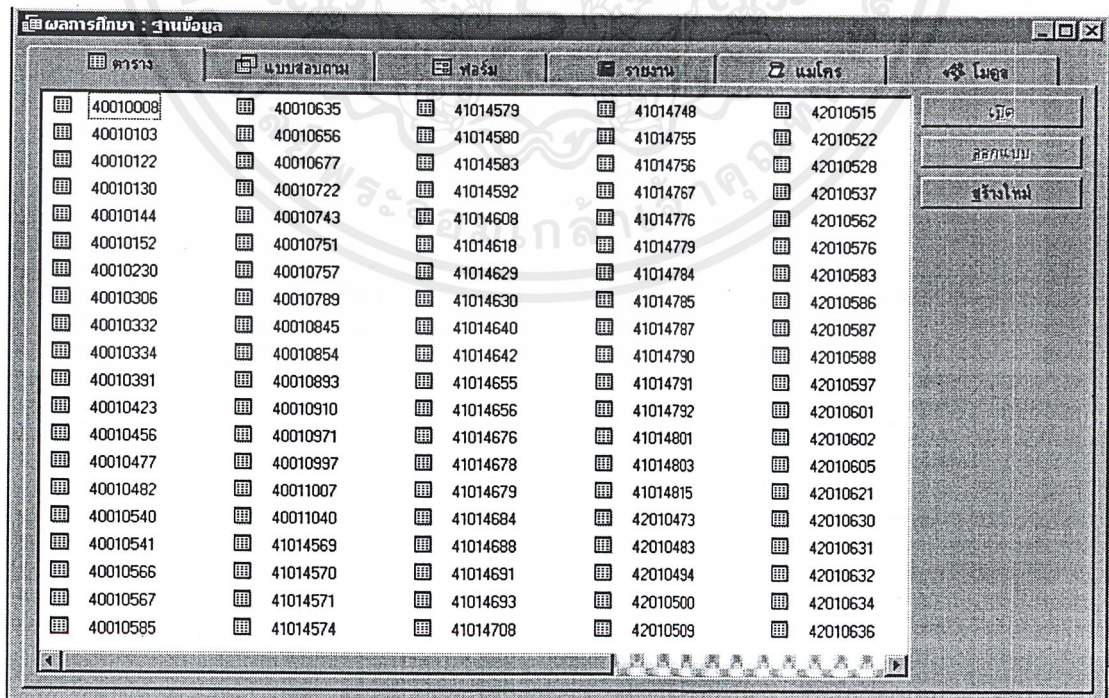 ผลการศึกษา : ฐานข้อมูล
ตาราง แบบสอบถาม ฟอร์ม รายงาน แมโคร โมดูล
40010008 40010635 41014579 41014748 42010515
40010103 40010656 41014580 41014755 42010522
40010122 40010677 41014583 41014756 42010528
40010130 40010722 41014592 41014767 42010537
40010144 40010743 41014608 41014776 42010562
40010152 40010751 41014618 41014779 42010576
40010230 40010757 41014629 41014784 42010583
40010306 40010789 41014630 41014785 42010586
40010332 40010845 41014640 41014787 42010587
40010334 40010854 41014642 41014790 42010588
40010391 40010893 41014655 41014791 42010597
40010423 40010910 41014656 41014792 42010601
40010456 40010971 41014676 41014801 42010602
40010477 40010997 41014678 41014803 42010605
40010482 40011007 41014679 41014815 42010621
40010540 40011040 41014684 42010473 42010630
40010541 41014569 41014688 42010483 42010631
40010566 41014570 41014691 42010494 42010632
40010567 41014571 41014693 42010500 42010634
40010585 41014574 41014708 42010509 42010636
เปิด
ออกแบบ
สร้างใหม่